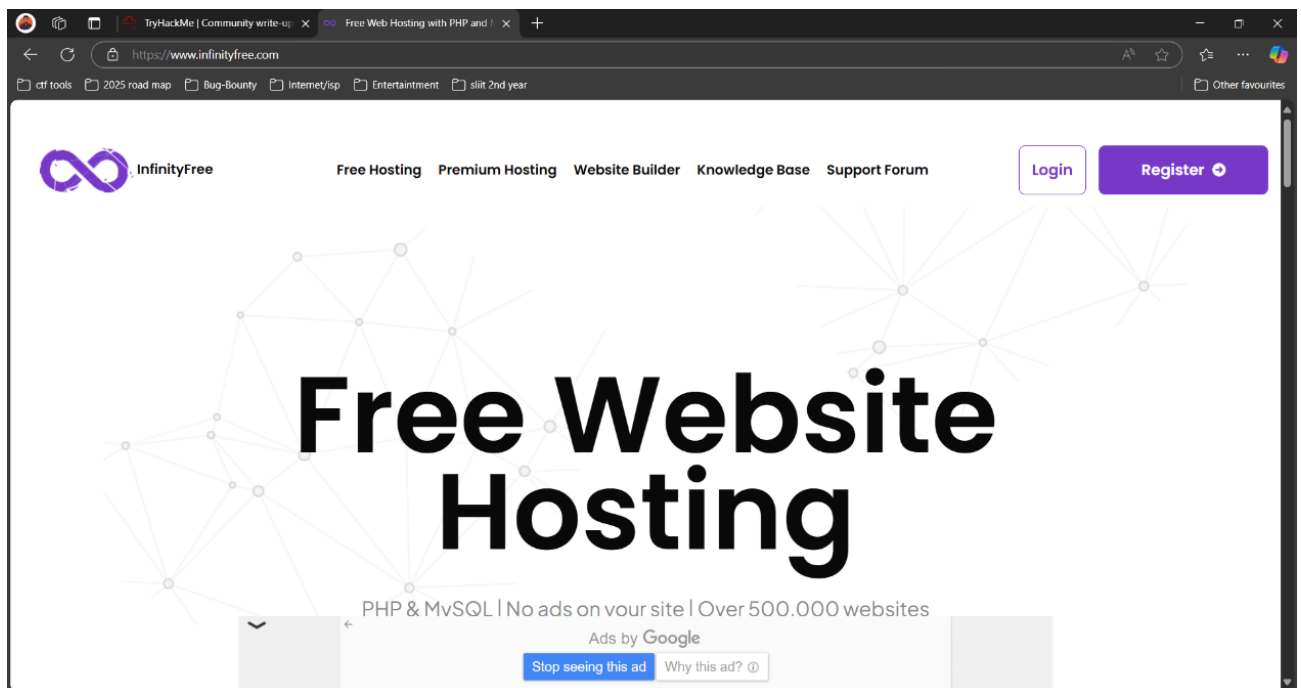 TryHackMe | Community write-up
Free Web Hosting with PHP and M
https://www.infinityfree.com
ctf tools 2025 road map Bug-Bounty Internet/isp Entertaintment sliit 2nd year Other favourites
InfinityFree Free Hosting Premium Hosting Website Builder Knowledge Base Support Forum Login Register
Free Website
Hosting
PHP & MySQL | No ads on your site | Over 500.000 websites
Ads by Google
Stop seeing this ad Why this ad?